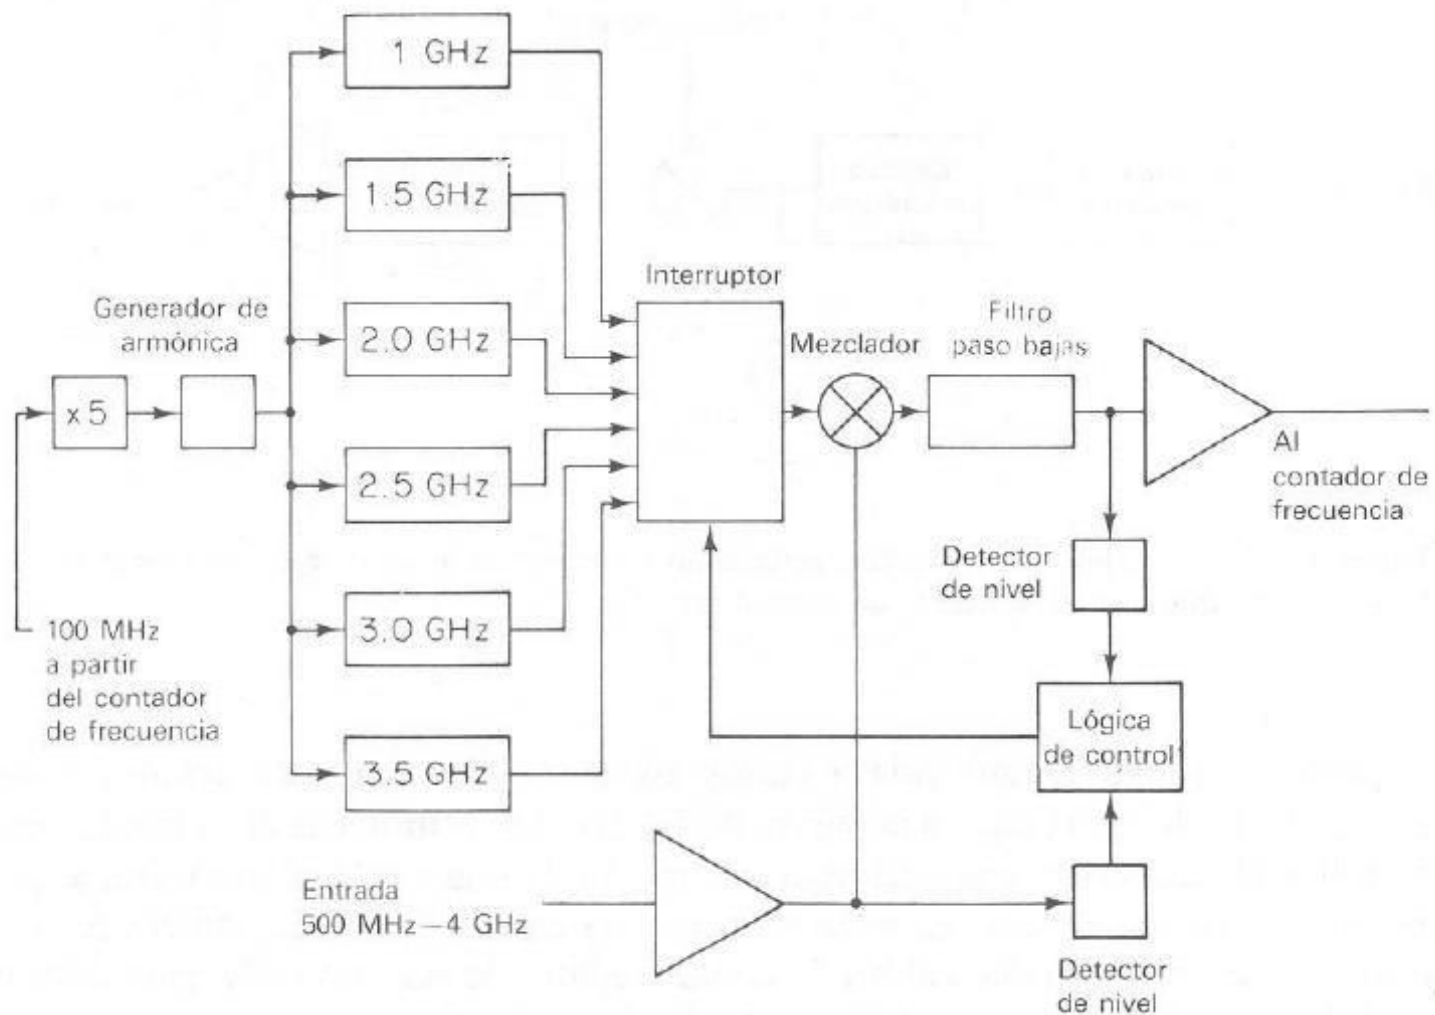 1 GHz
1.5 GHz
2.0 GHz
2.5 GHz
3.0 GHz
3.5 GHz
Generador de
armónica
x 5
100 MHz
a partir
del contador
de frecuencia
Interruptor
Mezclador
Filtro
paso bajas
Al
contador de
frecuencia
Detector
de nivel
Lógica
de control
Entrada
500 MHz–4 GHz
Detector
de nivel